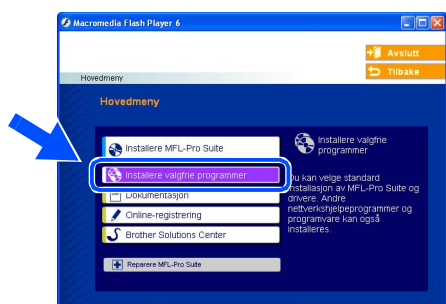 Macromedia Flash Player 6
Avslutt
Tilbake
Hovedmeny
Hovedmeny
Installere MFL-Pro Suite
Installere valgfrie programmer
Dokumentasjon
Online-registrering
Brother Solutions Center
Reparere MFL-Pro Suite
Installere valgfrie
programmer
Du kan velge standard
installasjon av MFL-Pro Suite og
drivere. Andre
nettverkshjelpeprogrammer og
programvare kan også
installeres.